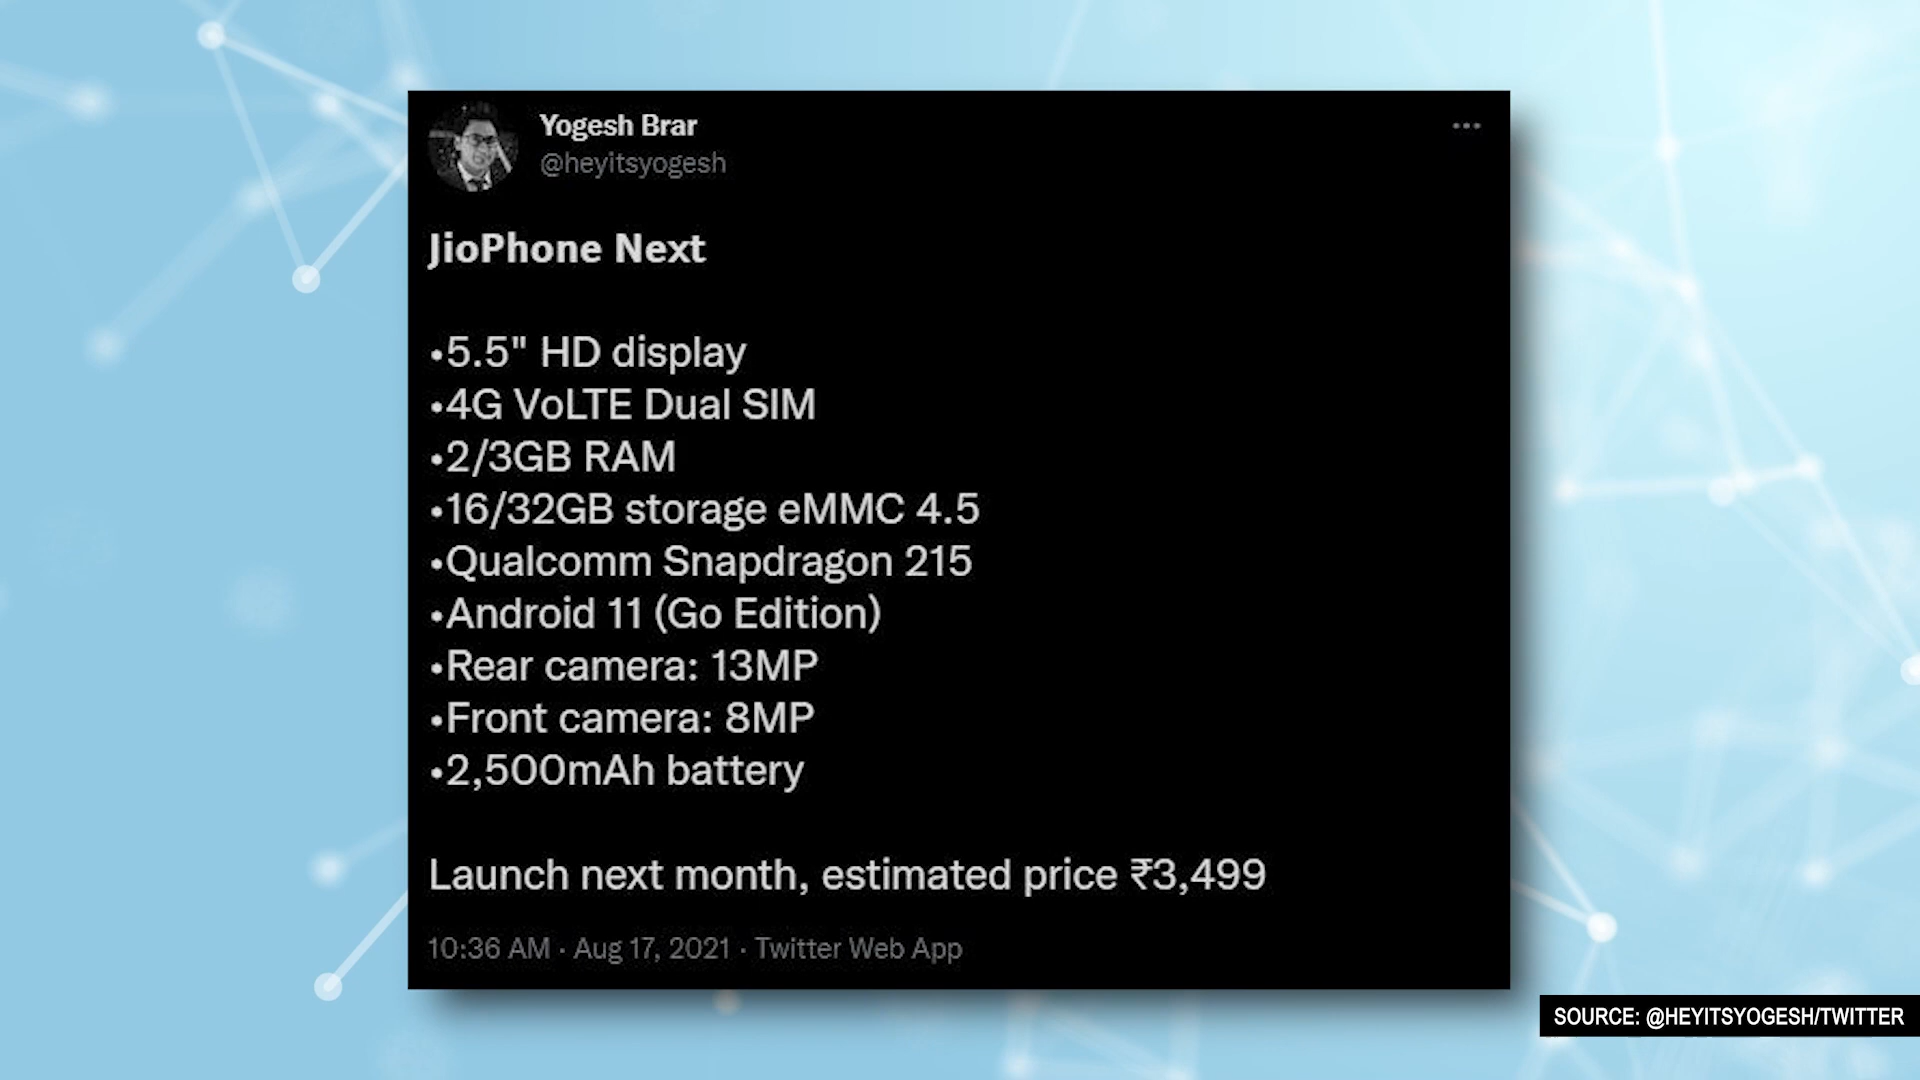 Yogesh Brar
@heyitsyogesh
JioPhone Next
•5.5" HD display
•4G VoLTE Dual SIM
•2/3GB RAM
•16/32GB storage eMMC 4.5
•Qualcomm Snapdragon 215
•Android 11 (Go Edition)
•Rear camera: 13MP
•Front camera: 8MP
•2,500mAh battery
Launch next month, estimated price ₹3,499
10:36 AM · Aug 17, 2021 · Twitter Web App
SOURCE: @HEYITSYOGESH/TWITTER